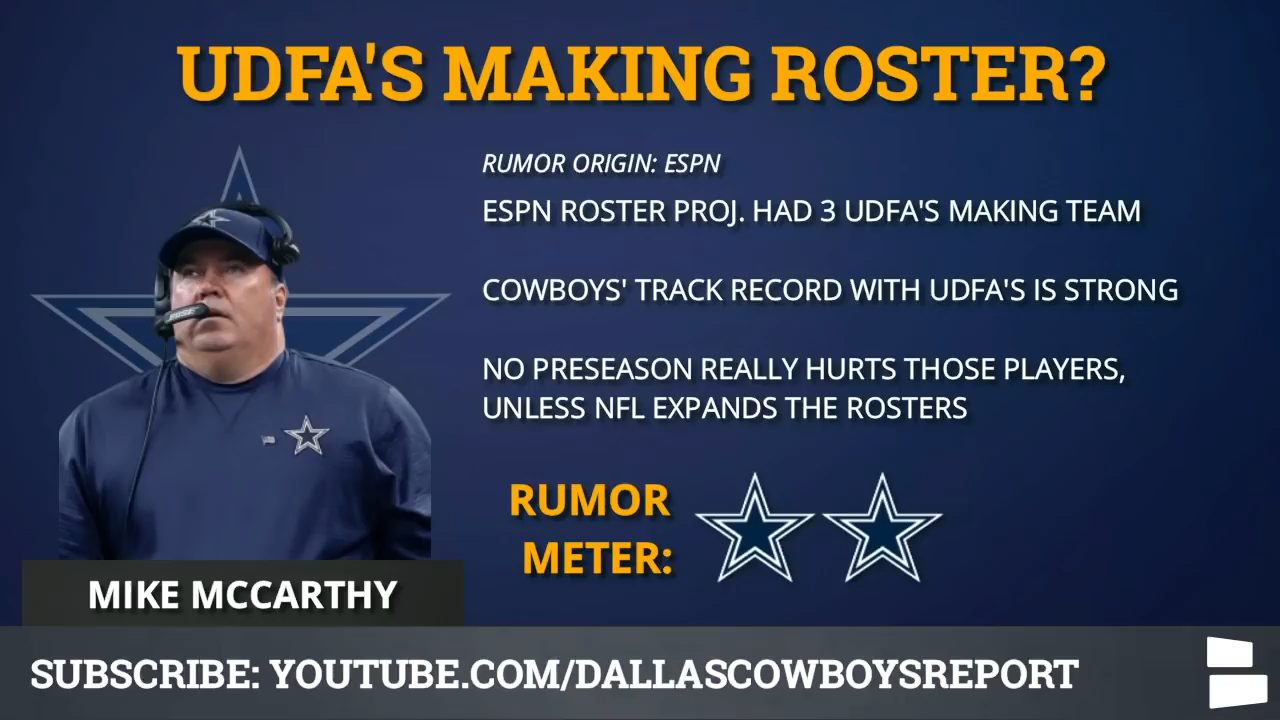 UDFA'S MAKING ROSTER?
RUMOR ORIGIN: ESPN
ESPN ROSTER PROJ. HAD 3 UDFA'S MAKING TEAM
COWBOYS' TRACK RECORD WITH UDFA'S IS STRONG
NO PRESEASON REALLY HURTS THOSE PLAYERS,
UNLESS NFL EXPANDS THE ROSTERS
RUMOR
METER:
MIKE MCCARTHY
SUBSCRIBE: YOUTUBE.COM/DALLASCOWBOYSREPORT